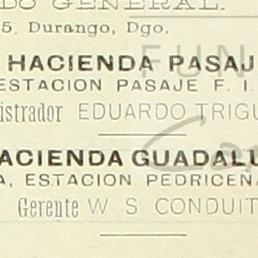 DO GENERAL.
5. Durango, Dgo.
HACIENDA PASAJ
ESTACION PASAJE F. I.
istrador EDUARDO TRIGU
ACIENDA GUADALU
A, ESTACION PEDRICEÑA
Gerente W S CONDUIT
FUN